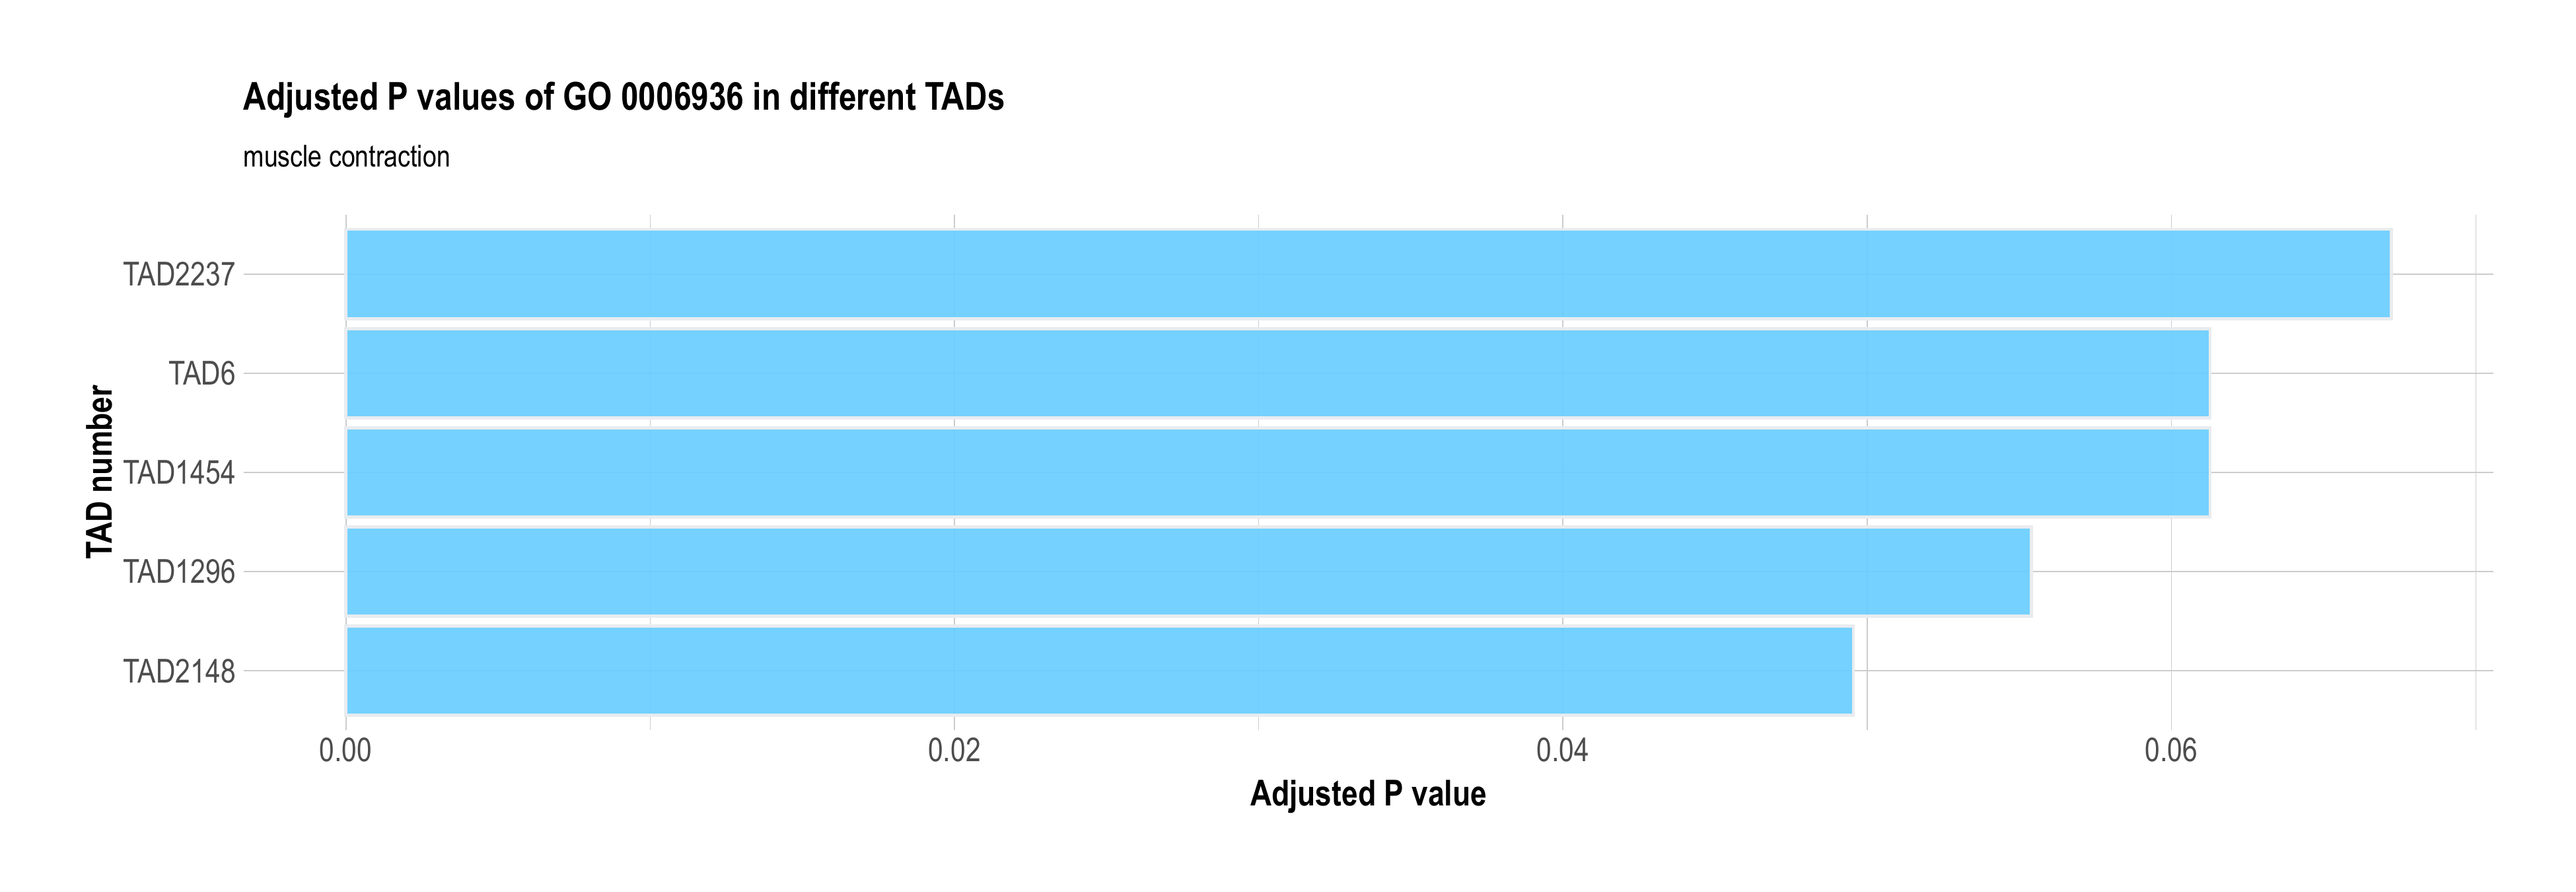 Adjusted P values of GO 0006936 in different TADs
muscle contraction
TAD number
TAD2237
TAD6
TAD1454
TAD1296
TAD2148
0.00 0.02 0.04 0.06
Adjusted P value